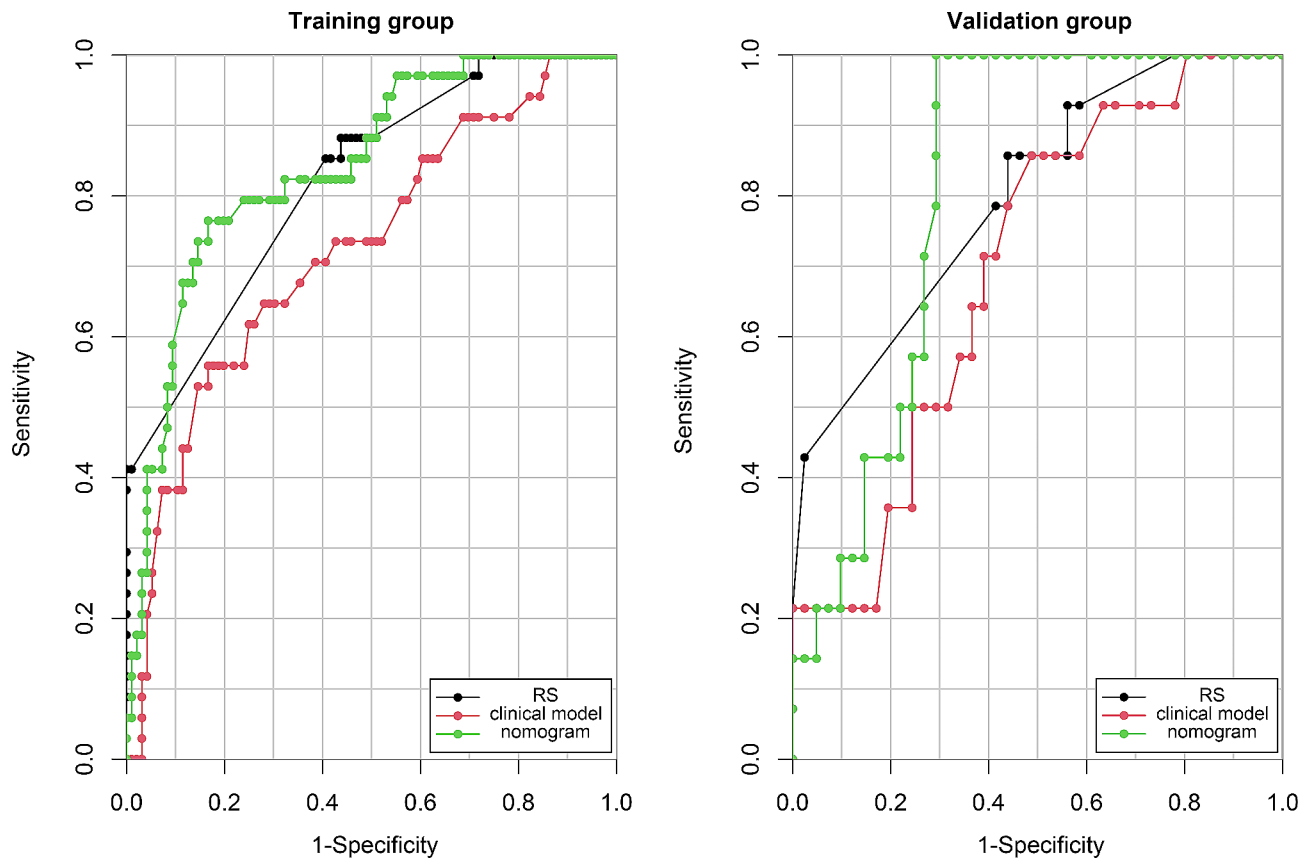 Training group
Sensitivity
0.0 0.2 0.4 0.6 0.8 1.0
RS
clinical model
nomogram
0.0 0.2 0.4 0.6 0.8 1.0
1-Specificity
Validation group
Sensitivity
0.0 0.2 0.4 0.6 0.8 1.0
RS
clinical model
nomogram
0.0 0.2 0.4 0.6 0.8 1.0
1-Specificity